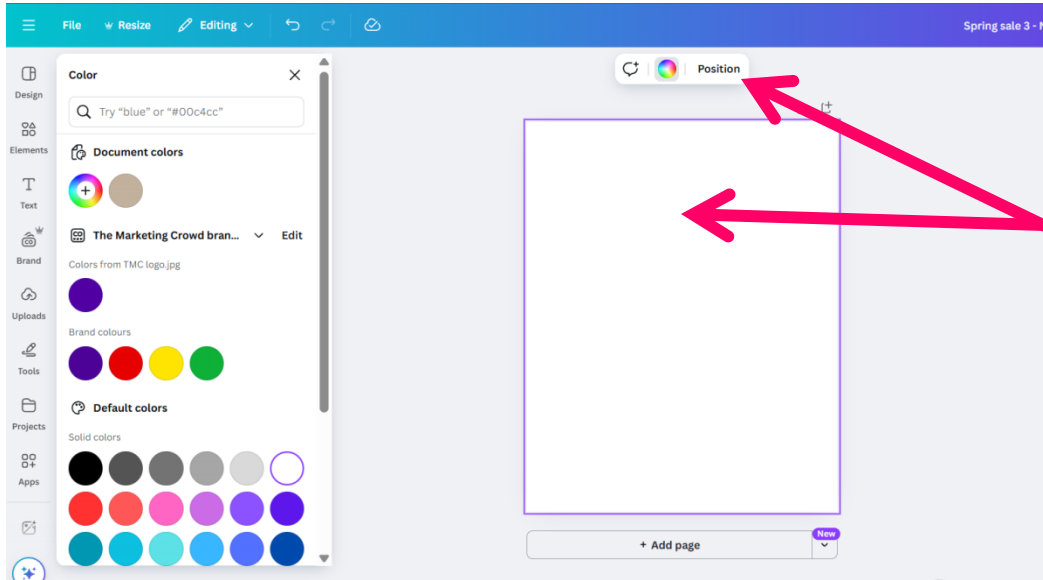 File
Resize
Editing
Spring sale 3 -
Design
Elements
Text
Brand
CO
Uploads
Tools
Projects
Apps
Color
Try “blue” or “#00c4cc”
Document colors
The Marketing Crowd bran...
Edit
Colors from TMC logo.jpg
Brand colours
Default colors
Solid colors
Position
+ Add page
New